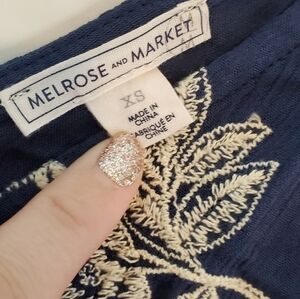 MELROSE AND MARKET
XS
MADE IN
CHINA
FABRIQUÉ EN
CHINE